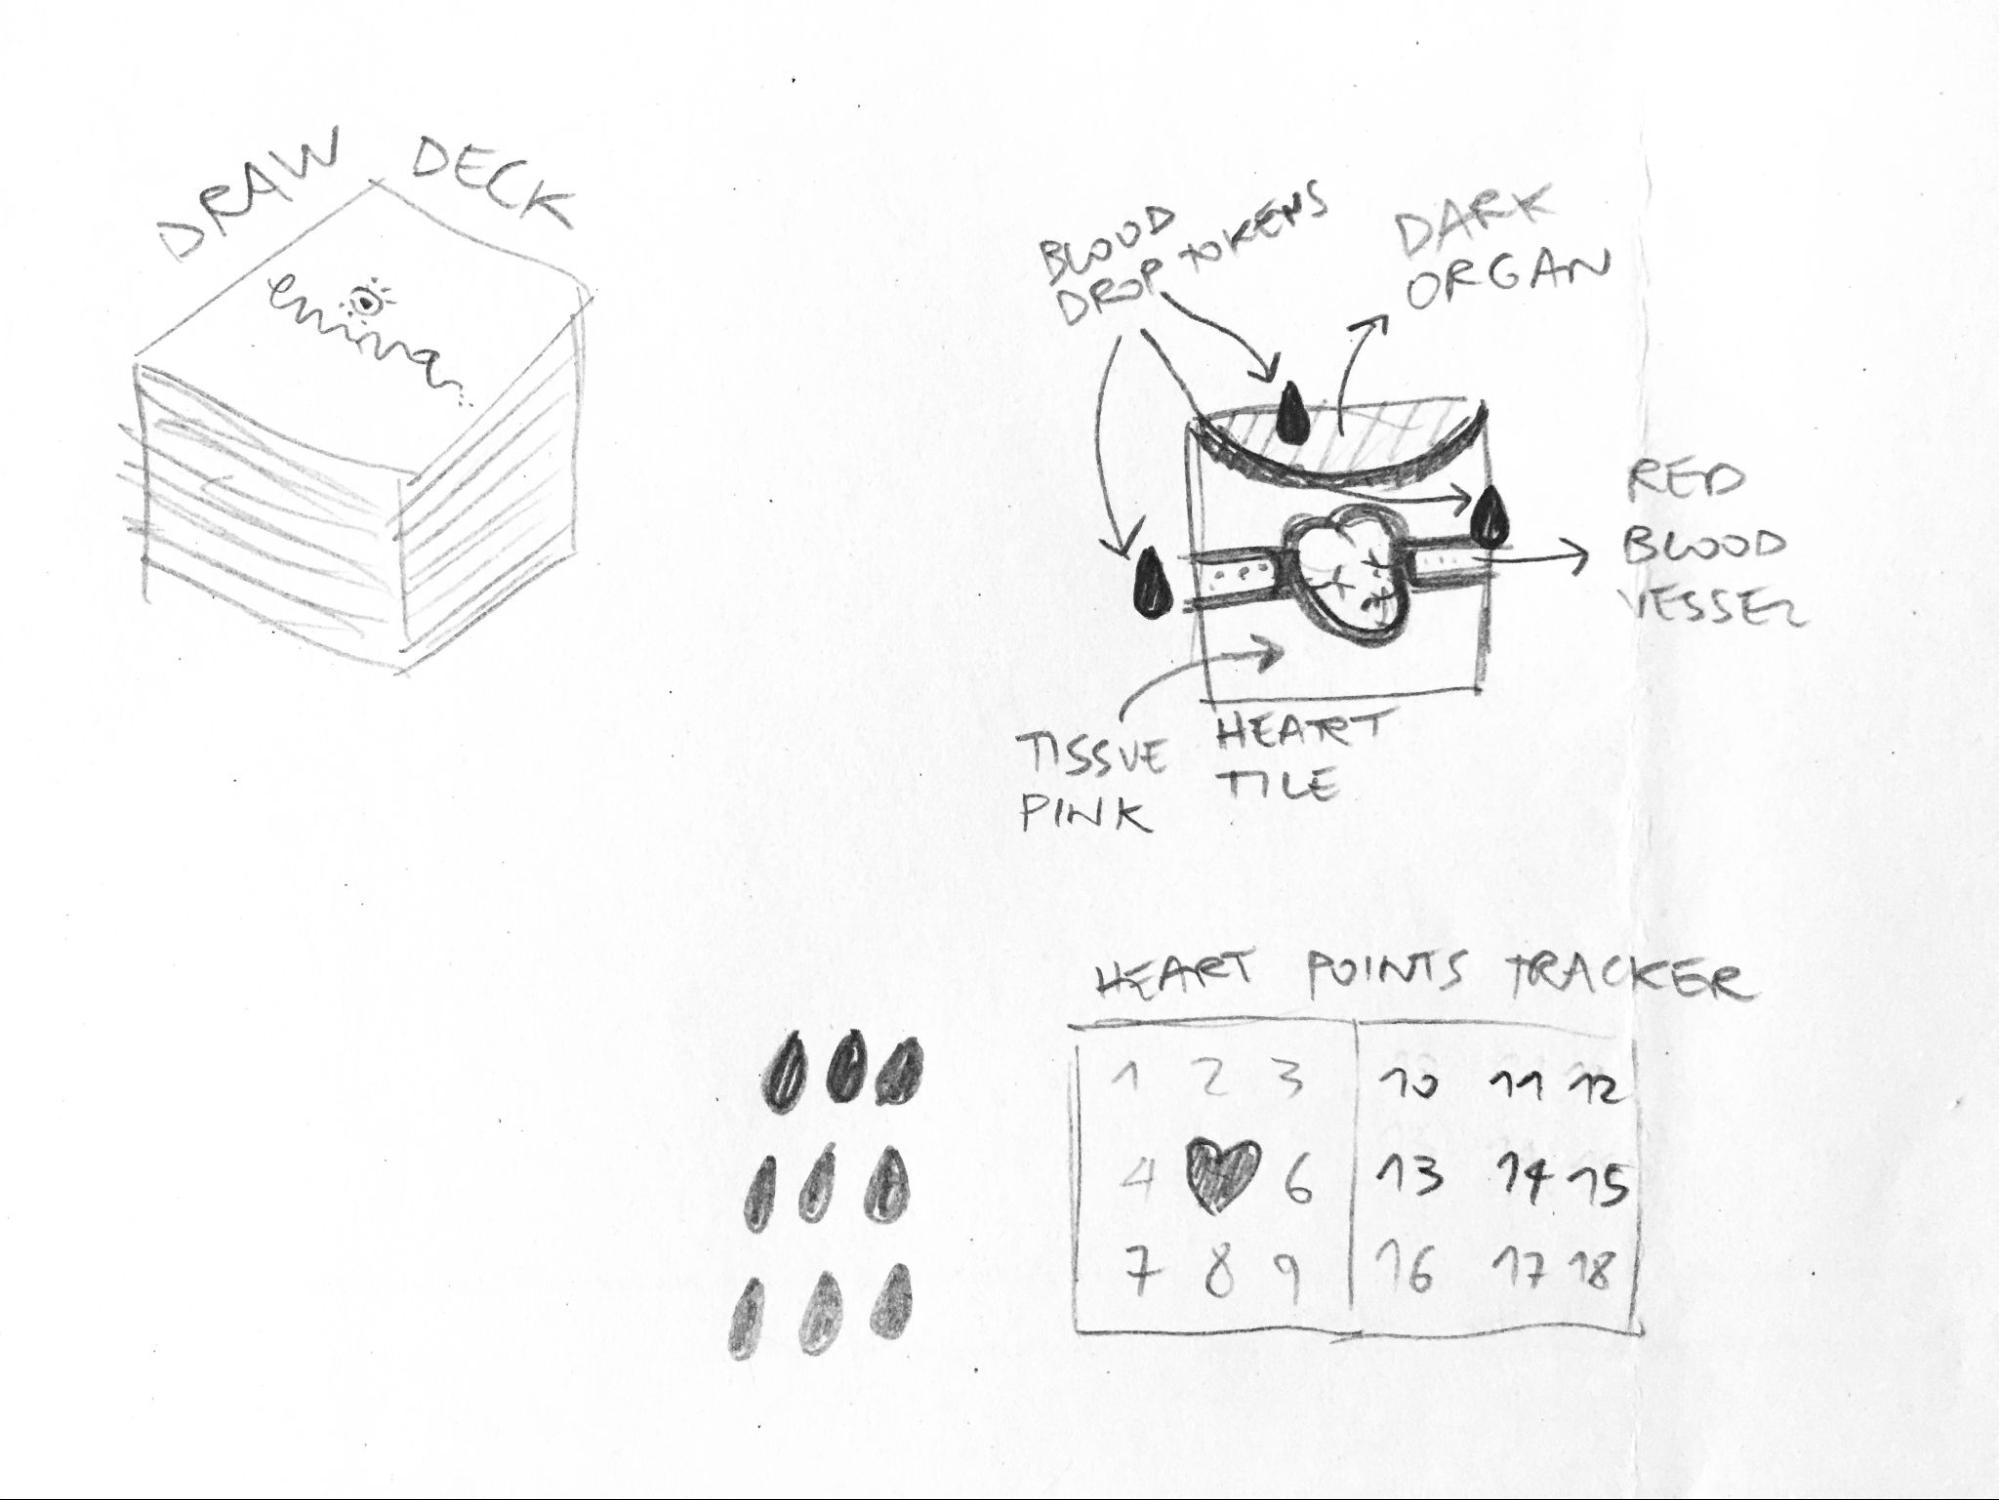 DRAW DECK
enima
BLOOD
DROP TOKENS
DARK
ORGAN
RED
BLOOD
VESSEL
TISSUE
PINK
HEART
TILE
HEART POINTS TRACKER
1 2 3 10 11 12
4 6 13 14 15
7 8 9 16 17 18